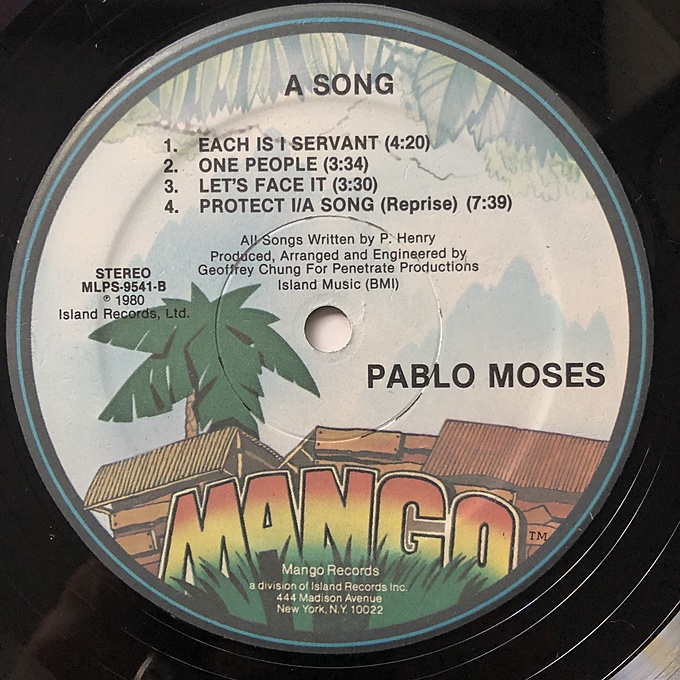 A SONG
1. EACH IS I SERVANT (4:20)
2. ONE PEOPLE (3:34)
3. LET'S FACE IT (3:30)
4. PROTECT I/A SONG (Reprise) (7:39)
All Songs Written by P. Henry
Produced, Arranged and Engineered by
Geoffrey Chung For Penetrate Productions
Island Music (BMI)
STEREO
MLPS-9541-B
℗ 1980
Island Records, Ltd.
PABLO MOSES
MANGO TM
Mango Records
a division of Island Records Inc.
444 Madison Avenue
New York, N.Y. 10022